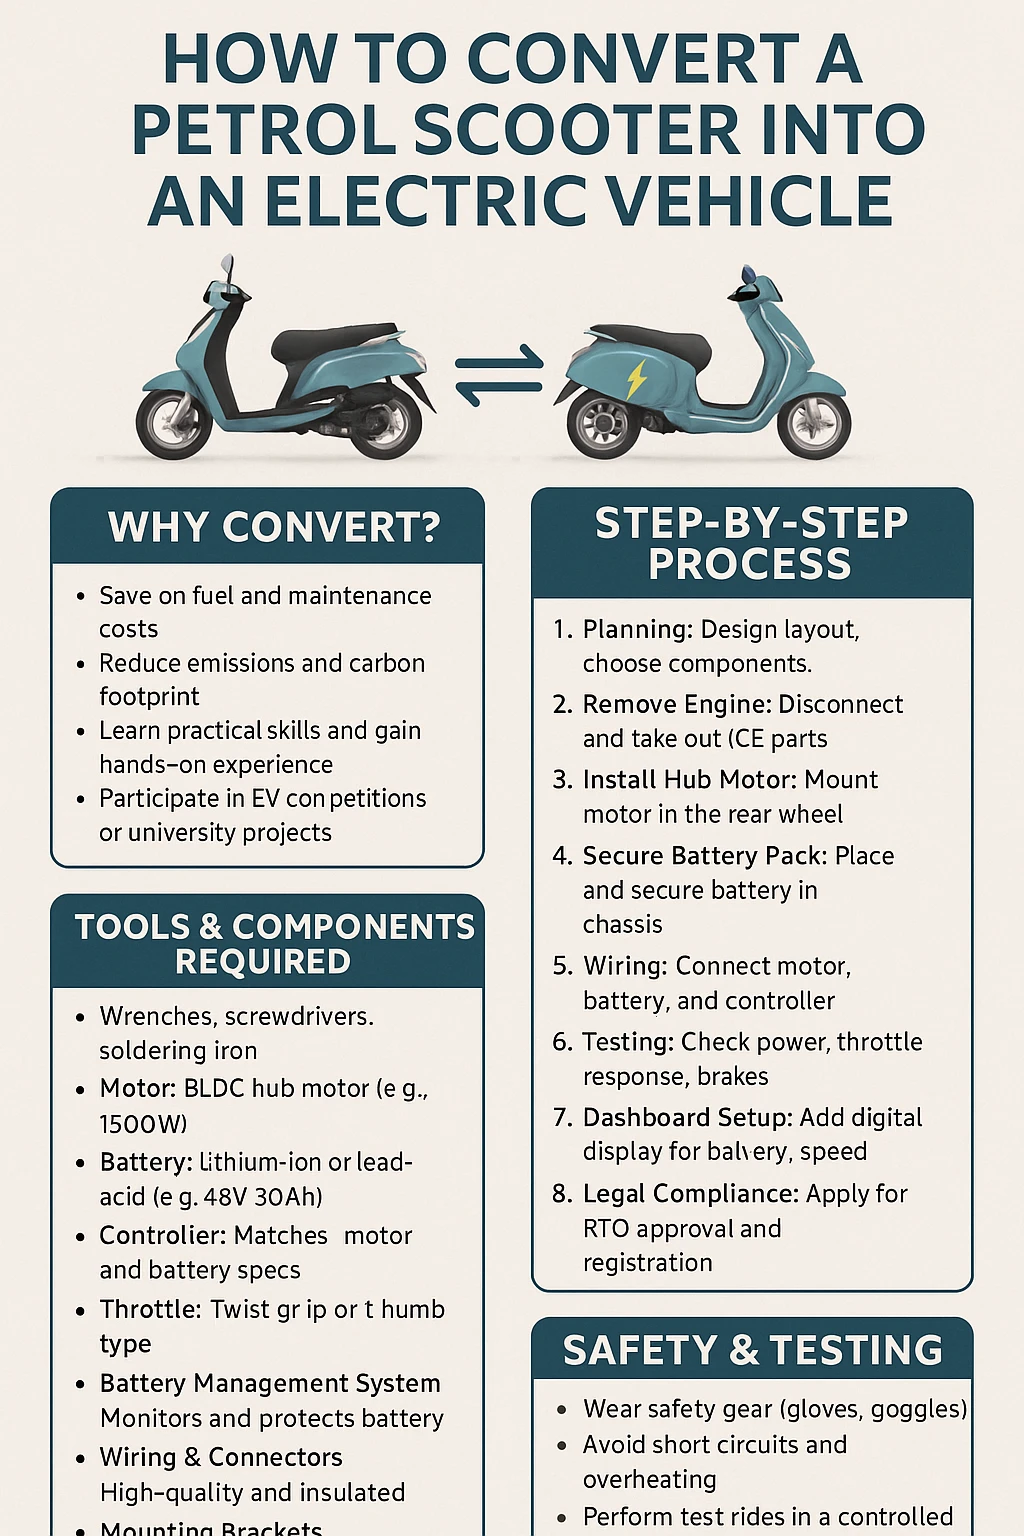 HOW TO CONVERT A
PETROL SCOOTER INTO
AN ELECTRIC VEHICLE
WHY CONVERT?
• Save on fuel and maintenance
costs
• Reduce emissions and carbon
footprint
• Learn practical skills and gain
hands-on experience
• Participate in EV conpetitions
or university projects
TOOLS & COMPONENTS
REQUIRED
• Wrenches, screwdrivers.
soldering iron
• Motor: BLDC hub motor (e g.,
1500W)
• Battery: Lithium-ion or lead-
acid (e g. 48V 30Ah)
• Controlier: Matches motor
and battery specs
• Throttle: Twist gr ip or t humb
type
• Battery Management System
Monitors and protects battery
• Wiring & Connectors
High-quality and insulated
• Mounting Brackets
STEP-BY-STEP
PROCESS
1. Planning: Design layout,
choose components.
2. Remove Engine: Disconnect
and take out (CE parts
3. Install Hub Motor: Mount
motor in the rear wheel
4. Secure Battery Pack: Place
and secure battery in
chassis
5. Wiring: Connect motor,
battery, and controller
6. Testing: Check power, throttle
response, brakes
7. Dashboard Setup: Add digital
display for balvery, speed
8. Legal Compliance: Apply for
RTO approval and
registration
SAFETY & TESTING
• Wear safety gear (gloves, goggles)
• Avoid short circuits and
overheating
• Perform test rides in a controlled